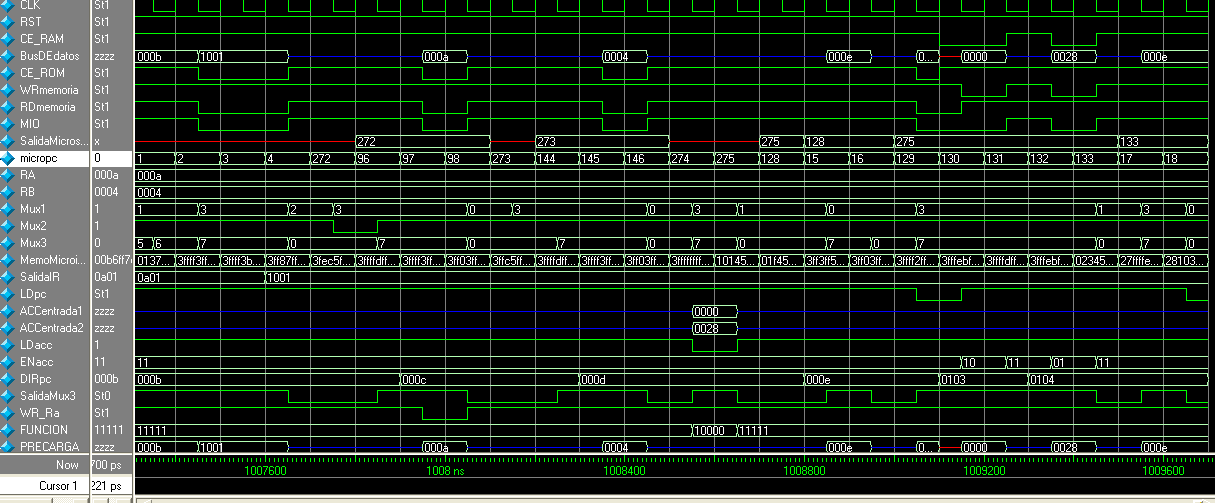 CLK St1
RST St1
CE_RAM St1
BusDEdatos zzzz 000b 1001 000a 0004 000e 0... 0000 0028 000e
CE_ROM St1
WRmemoria St1
RDmemoria St1
MIO St1
SalidaMicros... x 272 273 275 128 275 133
micropc 0 1 2 3 4 272 96 97 98 273 144 145 146 274 275 128 15 16 129 130 131 132 133 17 18
RA 000a 000a
RB 0004 0004
Mux1 1 1 3 2 3 0 3 0 3 1 0 3 1 3 0
Mux2 1
Mux3 0 5 6 7 0 7 0 7 0 7 0 7 0 7 0 7 0
MemoMicroi... 00b6ff7 0137... 3ffff3ff... 3ffff3b... 3ff87ff... 3fec5f... 3ffffdff... 3ffff3ff... 3ff03ff... 3ffc5ff... 3ffffdff... 3ffff3ff... 3ff03ff... 3ffffffff... 10145... 01f45... 3ff3ff5... 3ff03ff... 3ffff2ff... 3ffebf... 3ffffdff... 3ffebf... 02345... 27ffffe... 28103...
SalidaIR 0a01 0a01 1001
LDpc St1
ACCentrada1 zzzz 0000
ACCentrada2 zzzz 0028
LDacc 1
ENacc 11 11 10 11 01 11
DIRpc 000b 000b 000c 000d 000e 0103 0104
SalidaMux3 St0
WR_Ra St1
FUNCION 11111 11111 10000 11111
PRECARGA zzzz 000b 1001 000a 0004 000e 0... 0000 0028 000e
Now 700 ps 1007600 1008 ns 1008400 1008800 1009200 1009600
Cursor 1 221 ps